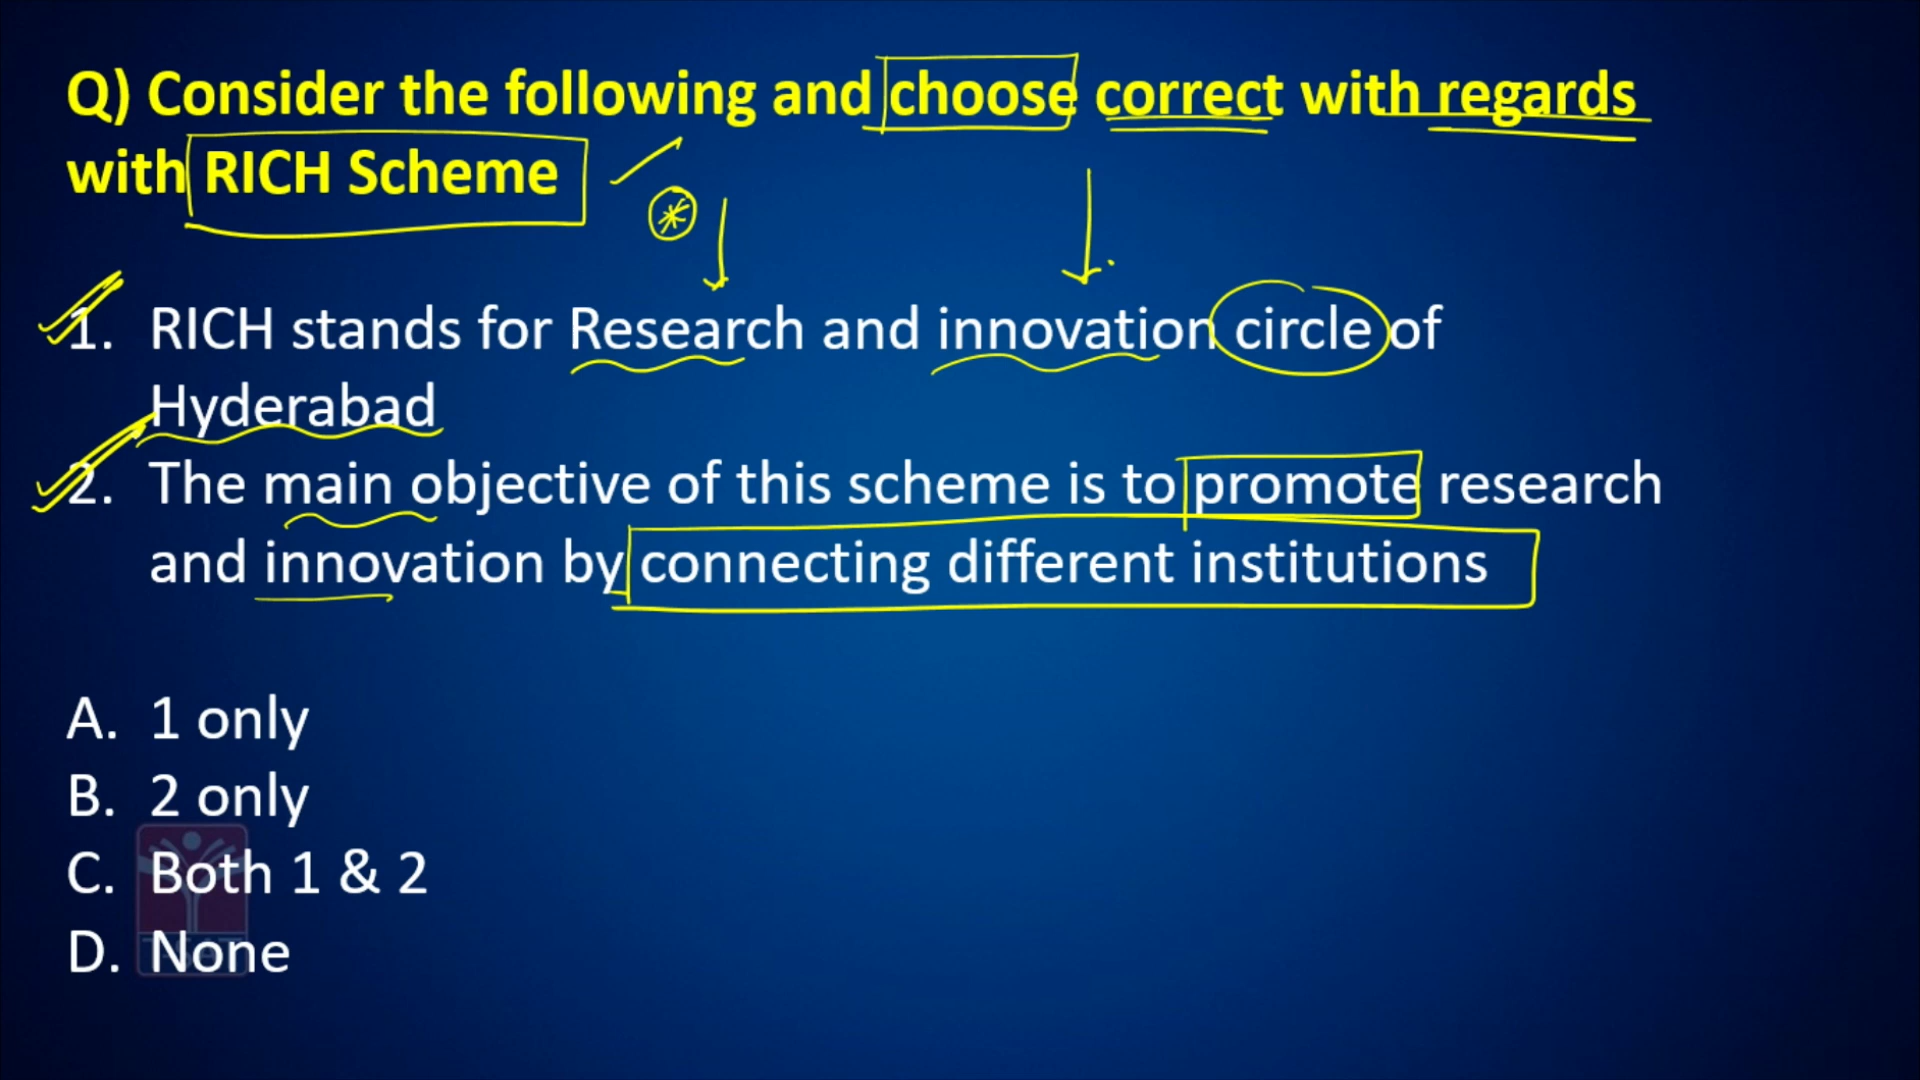 Q) Consider the following and choose correct with regards
with RICH Scheme
1. RICH stands for Research and innovation circle of
Hyderabad
2. The main objective of this scheme is to promote research
and innovation by connecting different institutions
A. 1 only
B. 2 only
C. Both 1 & 2
D. None